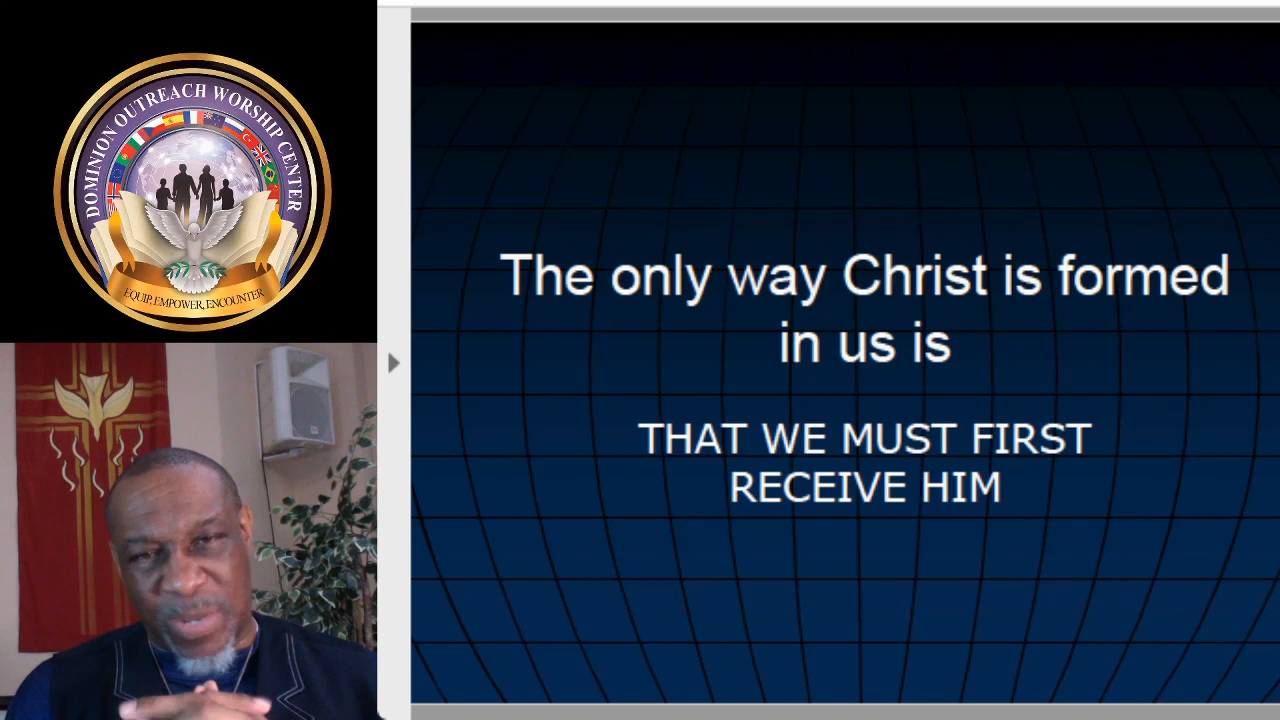 DOMINION OUTREACH WORSHIP CENTER
EQUIP, EMPOWER, ENCOUNTER
The only way Christ is formed
in us is
THAT WE MUST FIRST
RECEIVE HIM